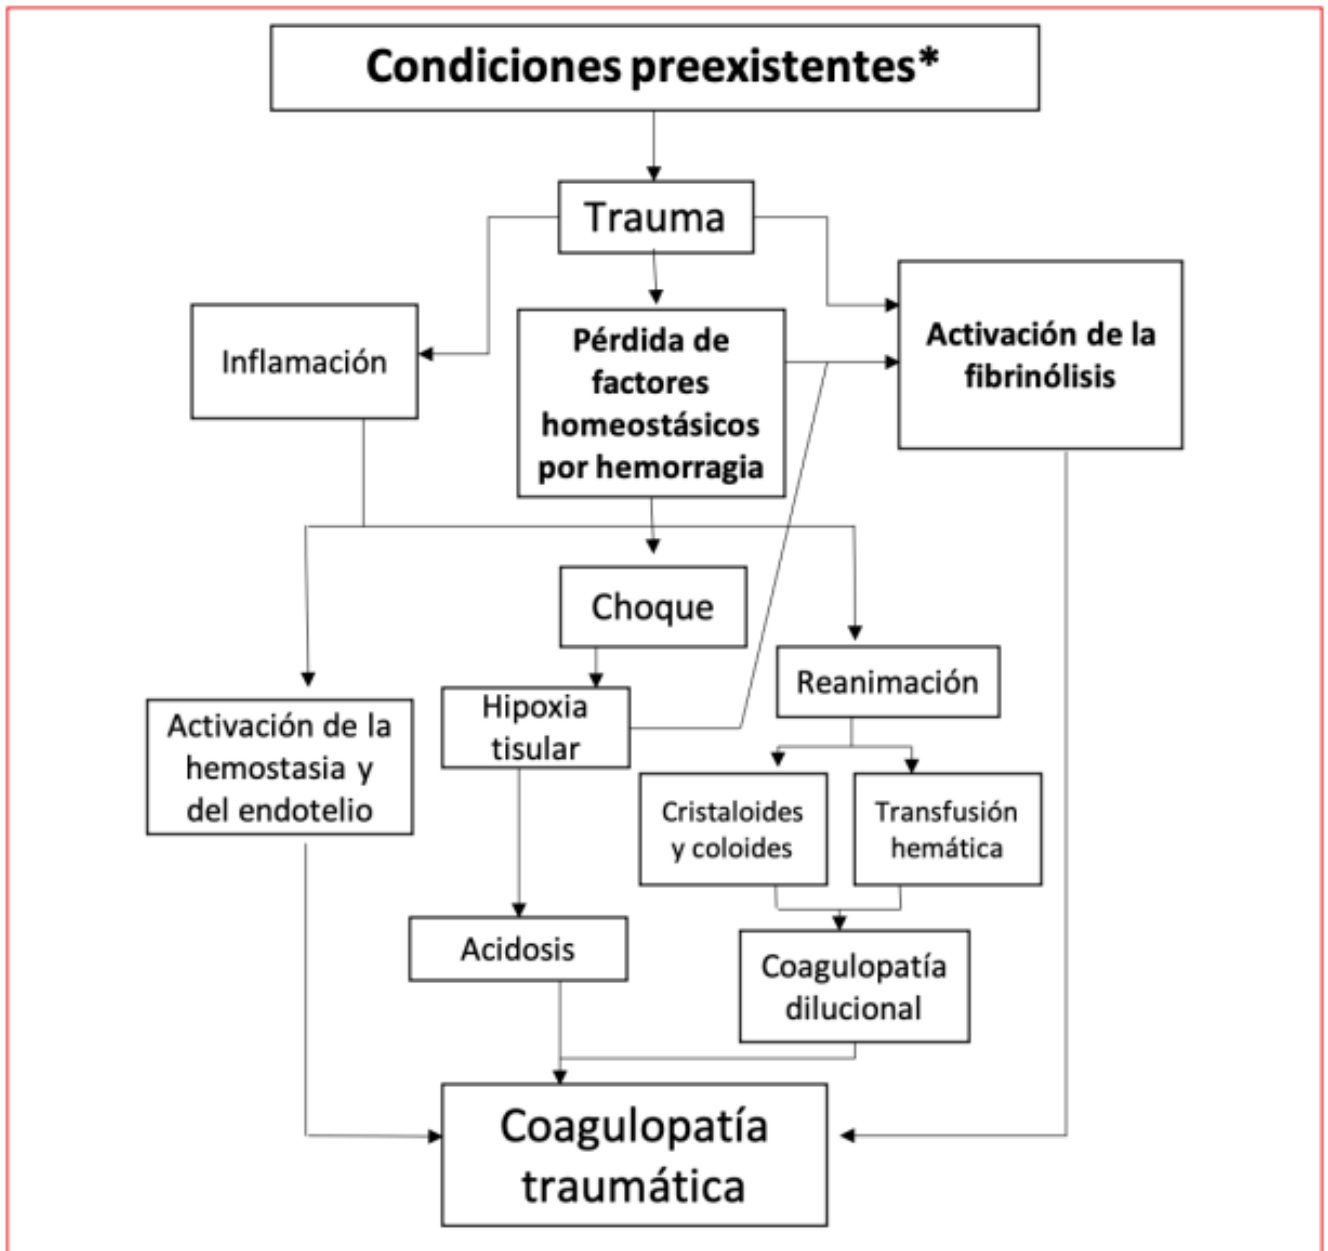 Condiciones preexistentes*
Trauma
Inflamación
Pérdida de
factores
homeostásicos
por hemorragia
Activación de la
fibrinólisis
Choque
Hipoxia
tisular
Reanimación
Activación de la
hemostasia y
del endotelio
Cristaloides
y coloides
Transfusión
hemática
Acidosis
Coagulopatía
dilucional
Coagulopatía
traumática